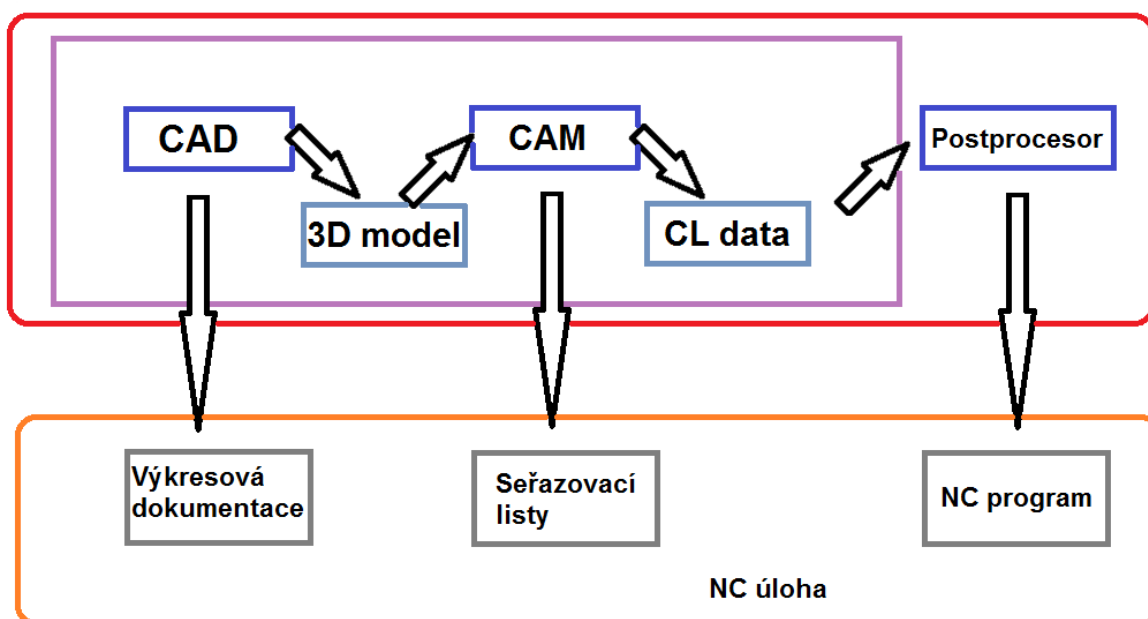 CAD
CAM
Postprocesor
3D model
CL data
Výkresová
dokumentace
Seřazovací
listy
NC program
NC úloha